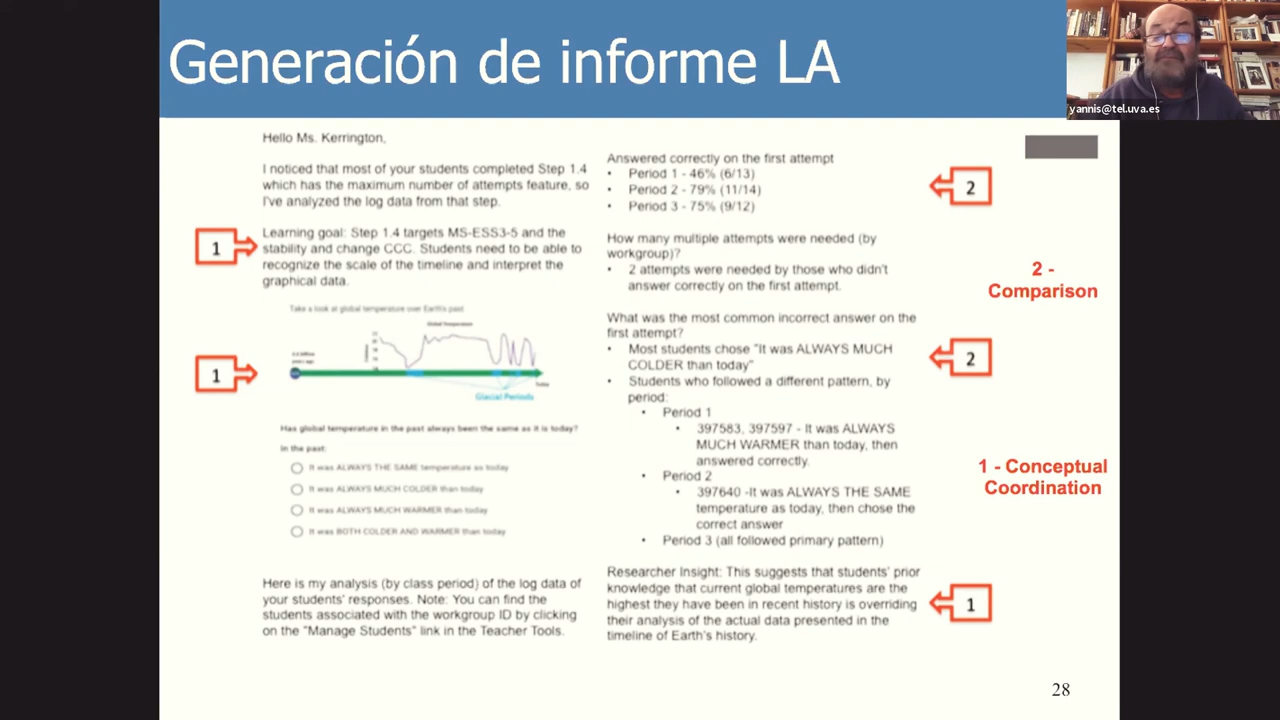 Generación de informe LA
yannis@tel.uva.es
Hello Ms. Kerrington,
I noticed that most of your students completed Step 1.4
which has the maximum number of attempts feature, so
I've analyzed the log data from that step.
1
Learning goal: Step 1.4 targets MS-ESS3-5 and the
stability and change CCC. Students need to be able to
recognize the scale of the timeline and interpret the
graphical data.
Take a look at global temperature over Earth's past
Global Temperature
1
Today
Glacial Periods
Has global temperature in the past always been the same as it is today?
In the past:
It was ALWAYS THE SAME temperature as today
It was ALWAYS MUCH COLDER than today
It was ALWAYS MUCH WARMER than today
It was BOTH COLDER AND WARMER than today
Here is my analysis (by class period) of the log data of
your students' responses. Note: You can find the
students associated with the workgroup ID by clicking
on the "Manage Students" link in the Teacher Tools.
Answered correctly on the first attempt
• Period 1 - 46% (6/13)
• Period 2 - 79% (11/14)
• Period 3 - 75% (9/12)
2
How many multiple attempts were needed (by
workgroup)?
• 2 attempts were needed by those who didn't
answer correctly on the first attempt.
What was the most common incorrect answer on the
first attempt?
• Most students chose "It was ALWAYS MUCH
COLDER than today"
2
• Students who followed a different pattern, by
period:
• Period 1
• 397583, 397597 - It was ALWAYS
MUCH WARMER than today, then
answered correctly.
• Period 2
• 397640 -It was ALWAYS THE SAME
temperature as today, then chose the
correct answer
• Period 3 (all followed primary pattern)
Researcher Insight: This suggests that students' prior
knowledge that current global temperatures are the
highest they have been in recent history is overriding
their analysis of the actual data presented in the
timeline of Earth's history.
1
2 -
Comparison
1 - Conceptual
Coordination
28